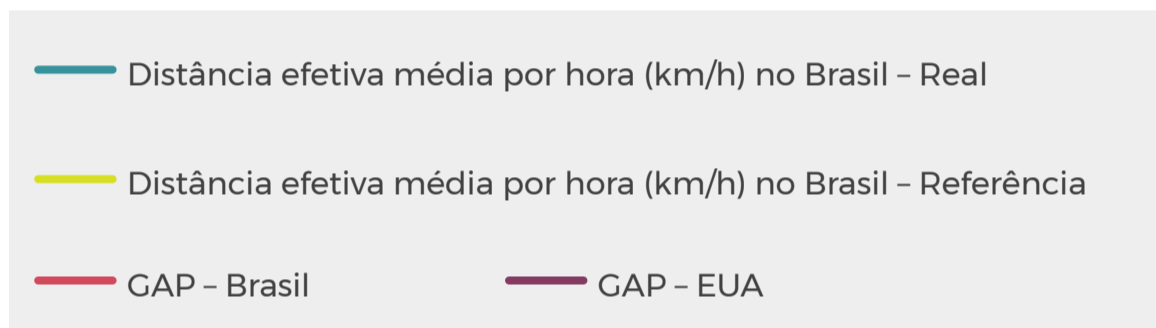 Distância efetiva média por hora (km/h) no Brasil – Real
Distância efetiva média por hora (km/h) no Brasil – Referência
GAP – Brasil GAP – EUA